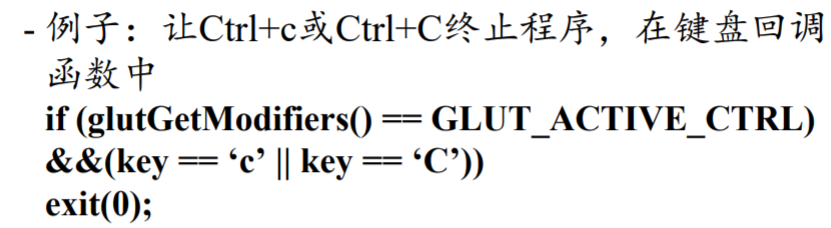 - 例子：让Ctrl+c或Ctrl+C终止程序，在键盘回调
函数中
if (glutGetModifiers() == GLUT_ACTIVE_CTRL)
&&(key == ‘c’ || key == ‘C’))
exit(0);